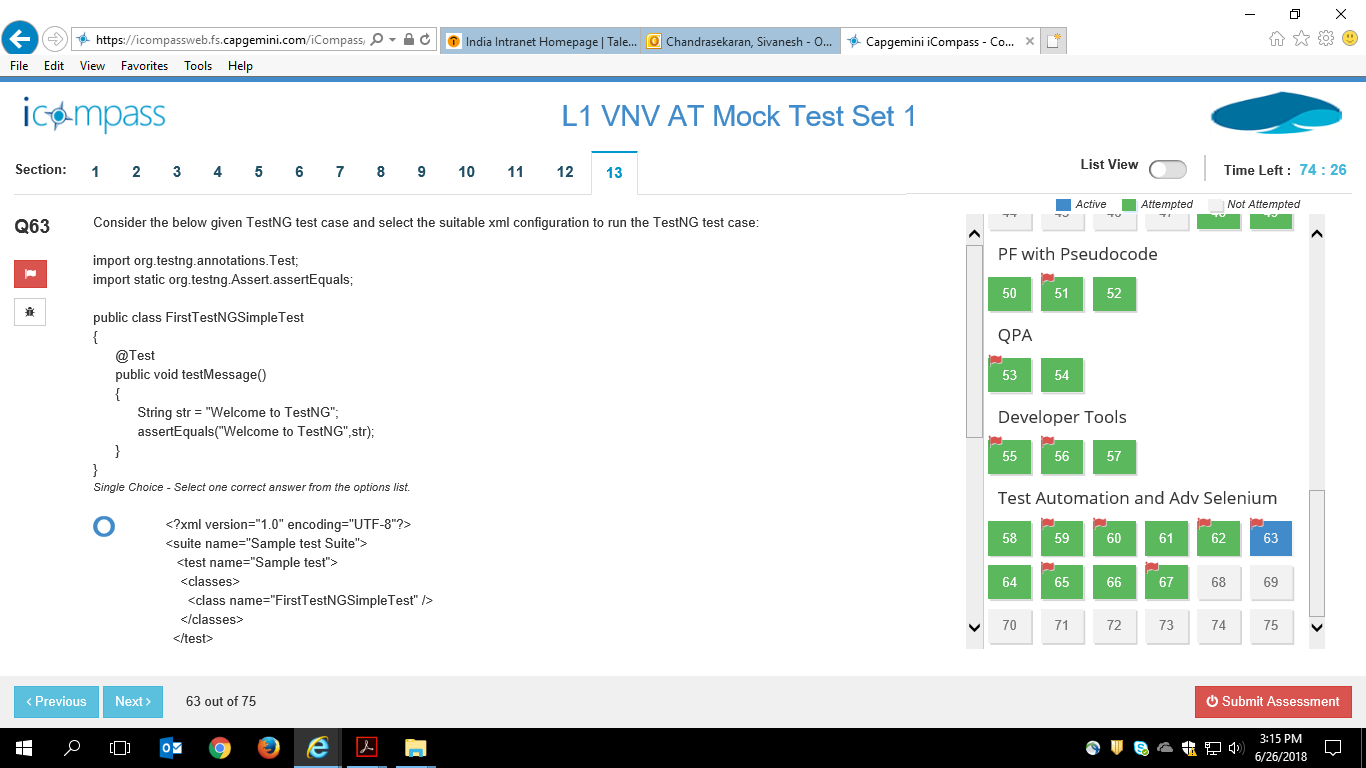 https://icompassweb.fs.capgemini.com/iCompass,
India Intranet Homepage | Tale...
Chandrasekaran, Sivanesh - O...
Capgemini iCompass - Co...
File Edit View Favorites Tools Help
icompass
L1 VNV AT Mock Test Set 1
Section: 1 2 3 4 5 6 7 8 9 10 11 12 13
List View
Time Left : 74 : 26
Active Attempted Not Attempted
Q63
Consider the below given TestNG test case and select the suitable xml configuration to run the TestNG test case:
import org.testng.annotations.Test;
import static org.testng.Assert.assertEquals;
public class FirstTestNGSimpleTest
{
@Test
public void testMessage()
{
String str = "Welcome to TestNG";
assertEquals("Welcome to TestNG",str);
}
}
Single Choice - Select one correct answer from the options list.
<?xml version="1.0" encoding="UTF-8"?>
<suite name="Sample test Suite">
<test name="Sample test">
<classes>
<class name="FirstTestNGSimpleTest" />
</classes>
</test>
44 45 46 47 48 49
PF with Pseudocode
50 51 52
QPA
53 54
Developer Tools
55 56 57
Test Automation and Adv Selenium
58 59 60 61 62 63
64 65 66 67 68 69
70 71 72 73 74 75
< Previous
Next >
63 out of 75
Submit Assessment
3:15 PM
6/26/2018